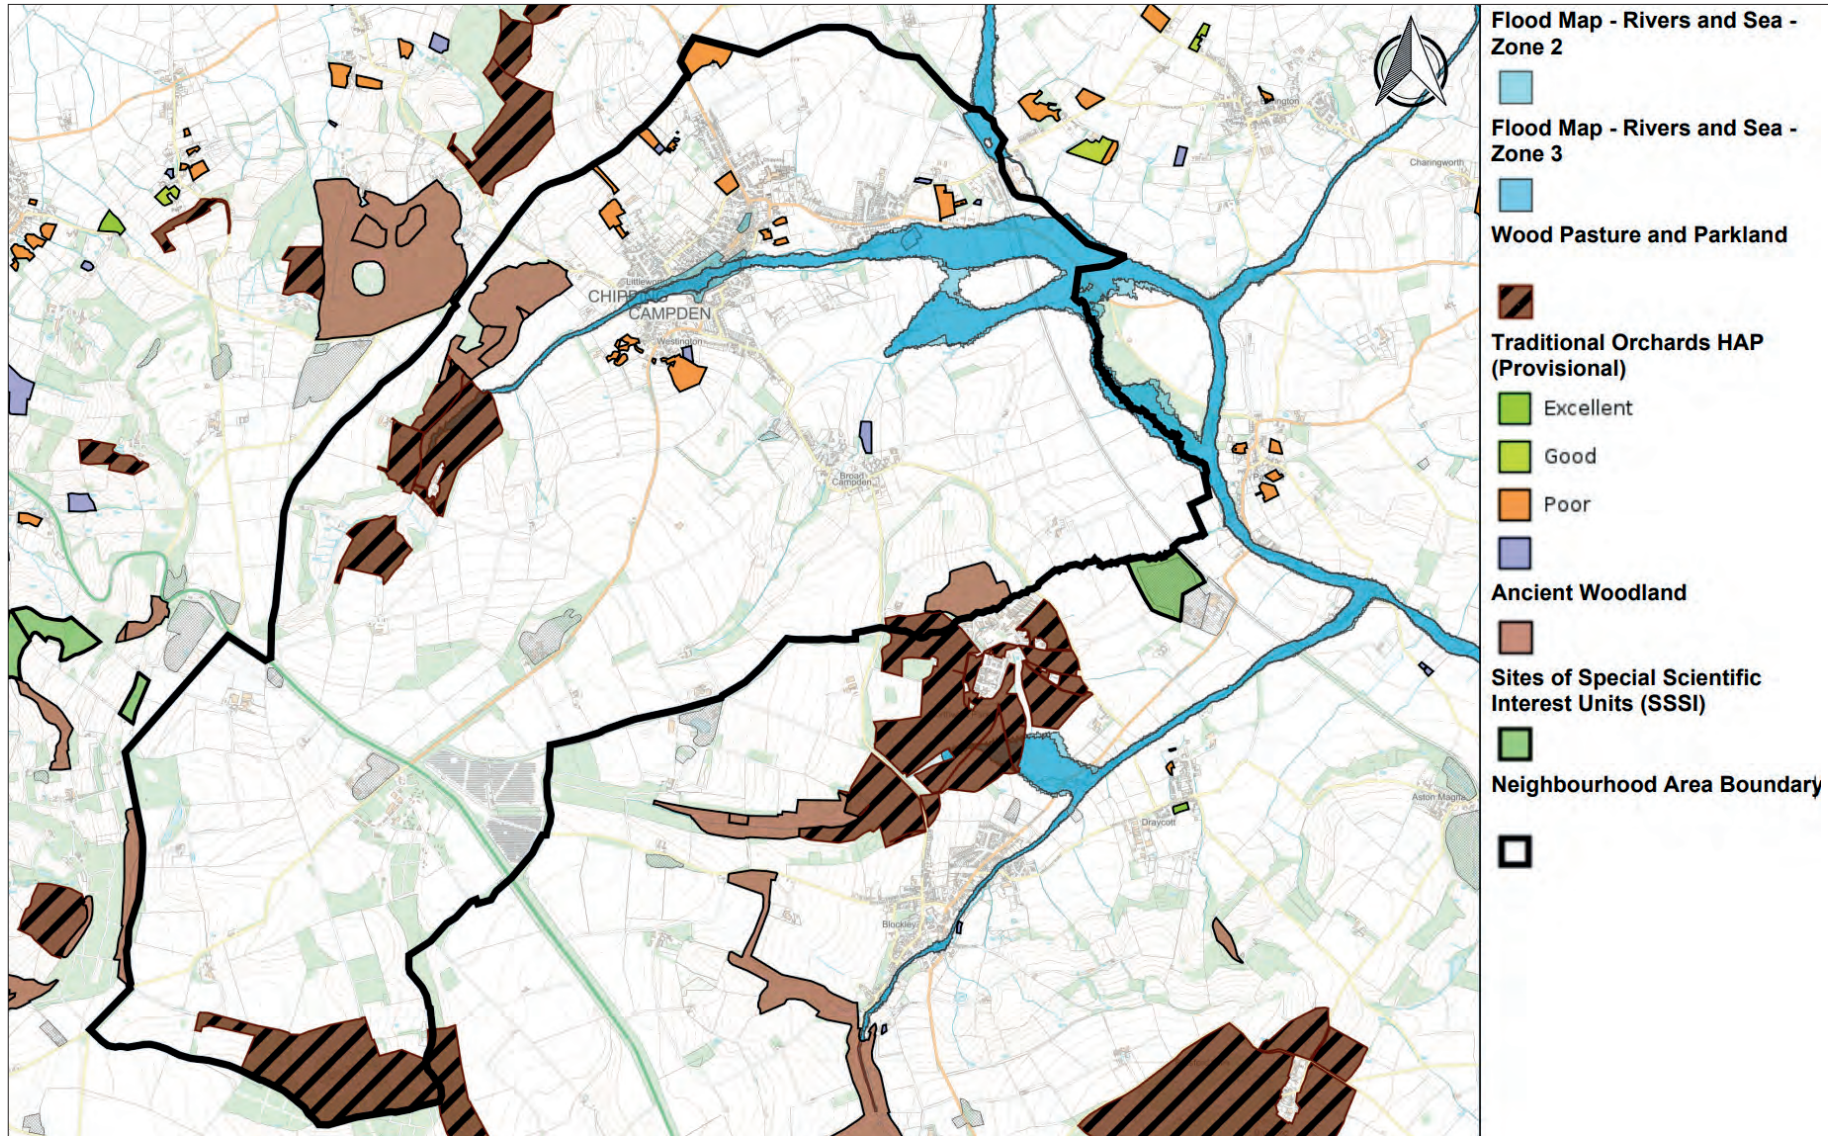 Flood Map - Rivers and Sea -
Zone 2
Flood Map - Rivers and Sea -
Zone 3
Wood Pasture and Parkland
Traditional Orchards HAP
(Provisional)
Excellent
Good
Poor
Ancient Woodland
Sites of Special Scientific
Interest Units (SSSI)
Neighbourhood Area Boundary
Charingworth
CHIPPING
CAMPDEN
Westington
Broad
Campden
Aston Magna
Draycott
Blockley